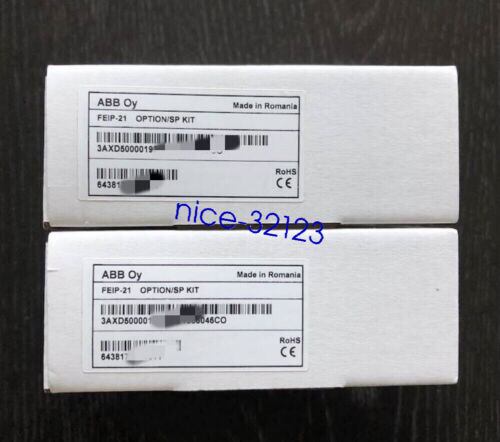 ABB Oy
Made in Romania
FEIP-21 OPTION/SP KIT
3AXD5000019
RoHS
64381
CE
nice-32123
ABB Oy
Made in Romania
FEIP-21 OPTION/SP KIT
3AXD500001 6046CO
RoHS
64381
CE